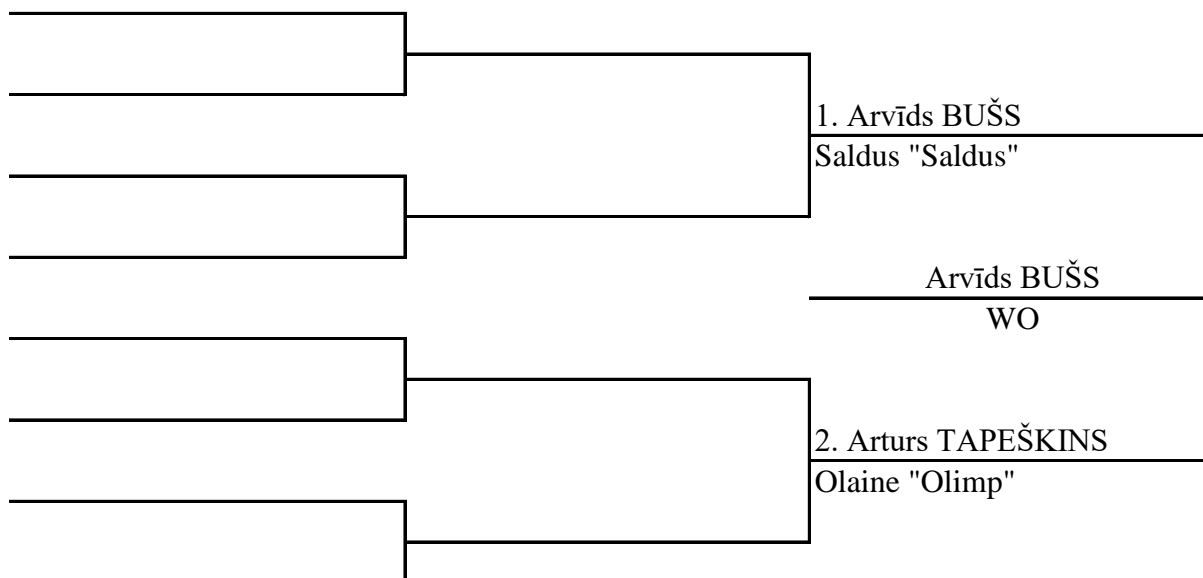 1. Arvīds BUŠS
Saldus "Saldus"
Arvīds BUŠS
WO
2. Arturs TAPEŠKINS
Olaine "Olimp"